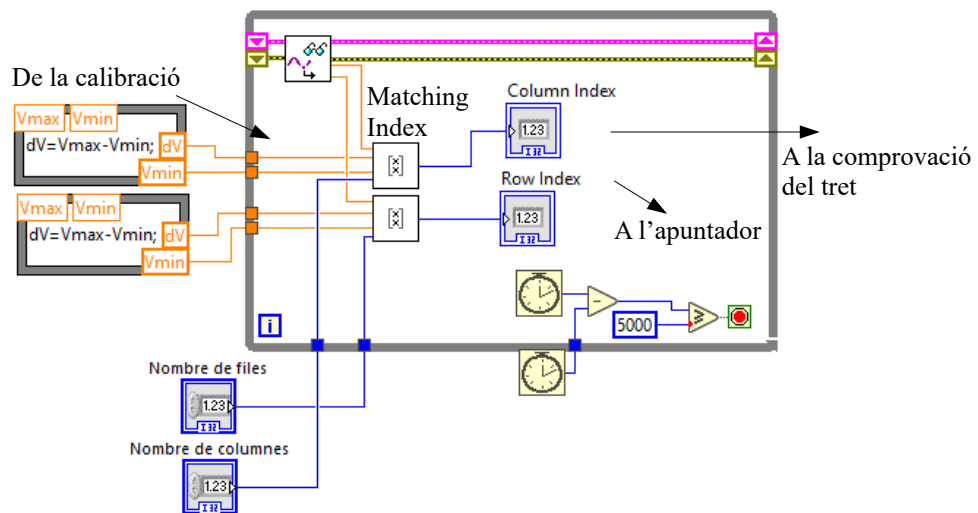 De la calibració
Vmax Vmin
dV=Vmax-Vmin; dV
Vmin
Vmax Vmin
dV=Vmax-Vmin; dV
Vmin
Matching
Index
Column Index
1.23
I32
Row Index
1.23
I32
A la comprovació
del tret
A l’apuntador
5000
i
Nombre de files
1.23
I32
Nombre de columnes
1.23
I32